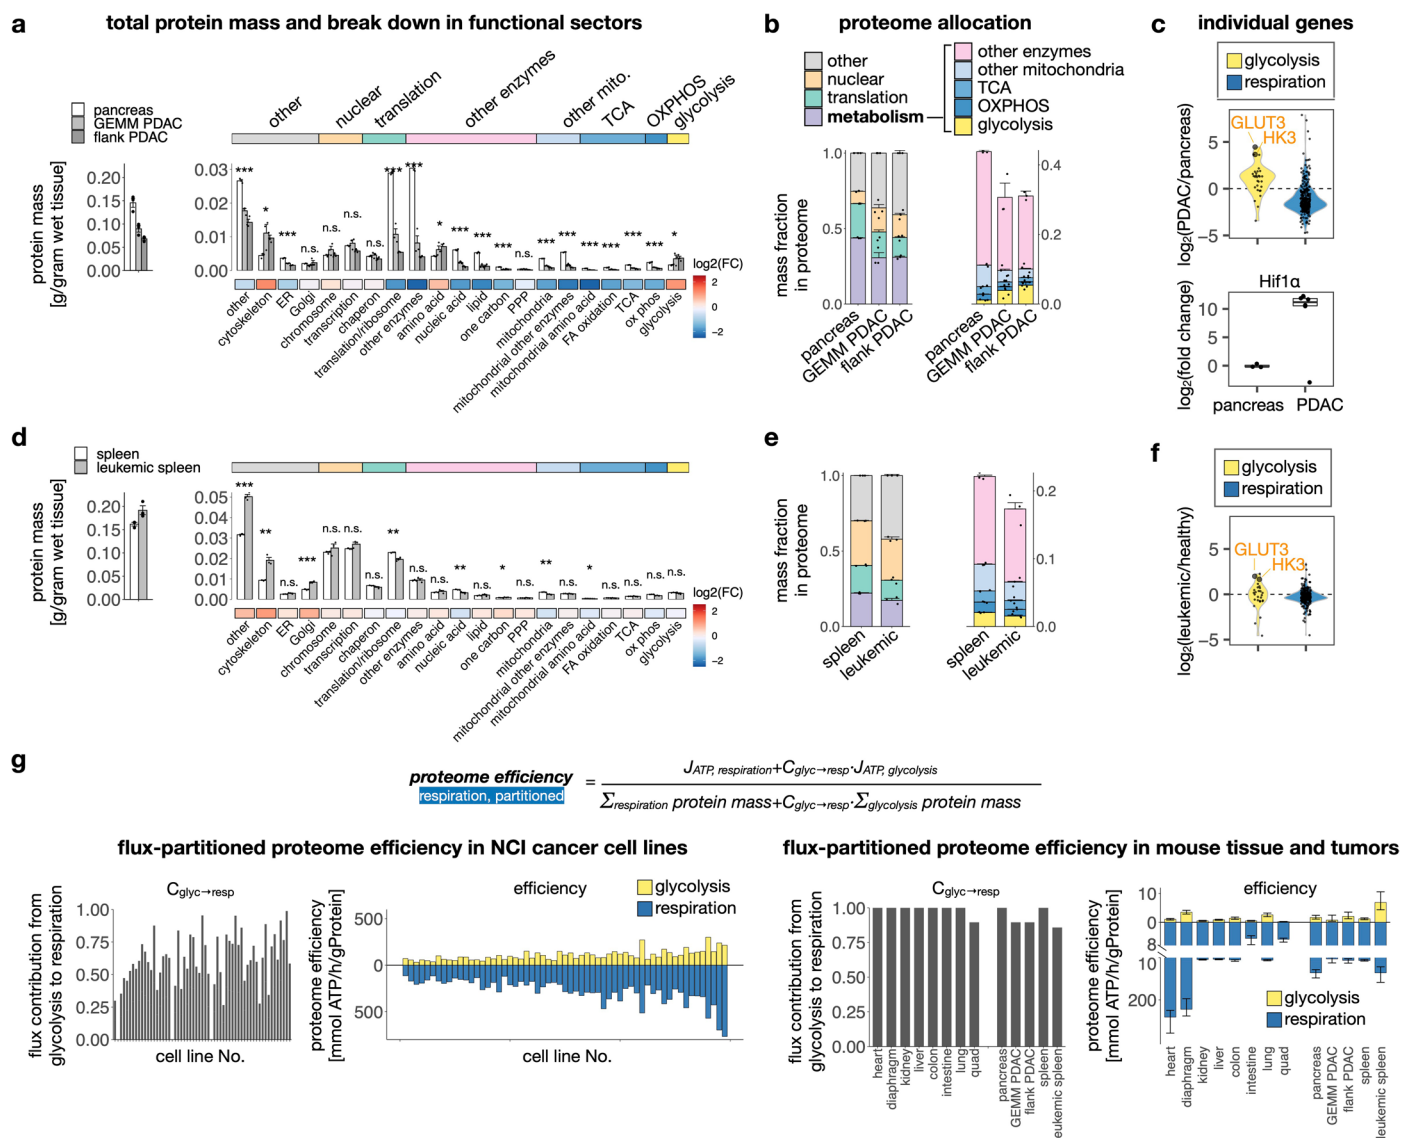 a
total protein mass and break down in functional sectors
pancreas
GEMM PDAC
flank PDAC
other
nuclear
translation
other enzymes
other mito.
TCA
OXPHOS
glycolysis
protein mass
[g/gram wet tissue]
0.20
0.15
0.10
0.05
0.00
0.03
0.02
0.01
0.00
*** * *** n.s. n.s. n.s. n.s. *** *** * *** *** *** n.s. *** *** *** *** *** *** *
log2(FC)
2
0
−2
other
cytoskeleton
ER
Golgi
chromosome
transcription
chaperon
translation/ribosome
other enzymes
amino acid
nucleic acid
lipid
one carbon
PPP
mitochondria
mitochondrial other enzymes
mitochondrial amino acid
FA oxidation
TCA
ox phos
glycolysis
b
proteome allocation
other
nuclear
translation
metabolism
other enzymes
other mitochondria
TCA
OXPHOS
glycolysis
mass fraction
in proteome
1.0
0.5
0.0
pancreas
GEMM PDAC
flank PDAC
0.4
0.2
0.0
pancreas
GEMM PDAC
flank PDAC
c
individual genes
glycolysis
respiration
log2(PDAC/pancreas)
5
0
−5
GLUT3
HK3
Hif1α
log2(fold change)
10
5
0
pancreas PDAC
d
spleen
leukemic spleen
protein mass
[g/gram wet tissue]
0.20
0.15
0.10
0.05
0.00
0.05
0.04
0.03
0.02
0.01
0.00
*** ** n.s. *** n.s. n.s. n.s. ** n.s. n.s. ** n.s. * n.s. ** n.s. * n.s. n.s. n.s. n.s.
log2(FC)
2
0
−2
other
cytoskeleton
ER
Golgi
chromosome
transcription
chaperon
translation/ribosome
other enzymes
amino acid
nucleic acid
lipid
one carbon
PPP
mitochondria
mitochondrial other enzymes
mitochondrial amino acid
FA oxidation
TCA
ox phos
glycolysis
e
mass fraction
in proteome
1.0
0.5
0.0
spleen
leukemic
0.2
0.1
0.0
spleen
leukemic
f
glycolysis
respiration
log2(leukemic/healthy)
5
0
−5
GLUT3
HK3
g
proteome efficiency
respiration, partitioned
=
J ATP, respiration+C glyc→resp·J ATP, glycolysis
Σrespiration protein mass+C glyc→resp·Σglycolysis protein mass
flux-partitioned proteome efficiency in NCI cancer cell lines
Cglyc→resp
flux contribution from
glycolysis to respiration
1.00
0.75
0.50
0.25
0.00
cell line No.
efficiency
glycolysis
respiration
proteome efficiency
[mmol ATP/h/gProtein]
500
0
500
cell line No.
flux-partitioned proteome efficiency in mouse tissue and tumors
Cglyc→resp
flux contribution from
glycolysis to respiration
1.00
0.75
0.50
0.25
0.00
heart
diaphragm
kidney
liver
colon
intestine
lung
quad
pancreas
GEMM PDAC
flank PDAC
spleen
leukemic spleen
efficiency
proteome efficiency
[mmol ATP/h/gProtein]
10
0
8
10
200
glycolysis
respiration
heart
diaphragm
kidney
liver
colon
intestine
lung
quad
pancreas
GEMM PDAC
flank PDAC
spleen
leukemic spleen